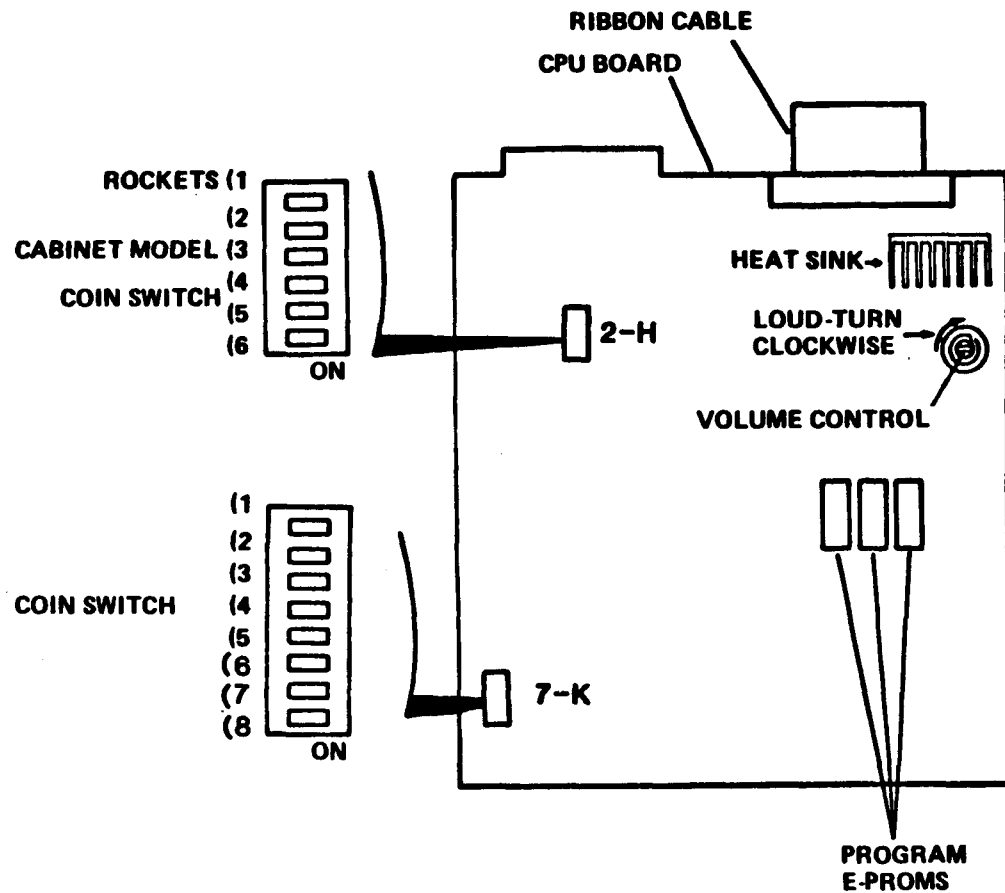 RIBBON CABLE
CPU BOARD
ROCKETS (1
(2
CABINET MODEL (3
(4
COIN SWITCH
(5
(6
ON
2-H
HEAT SINK→
LOUD-TURN
CLOCKWISE
VOLUME CONTROL
(1
(2
(3
COIN SWITCH (4
(5
(6
(7
(8
ON
7-K
PROGRAM
E-PROMS